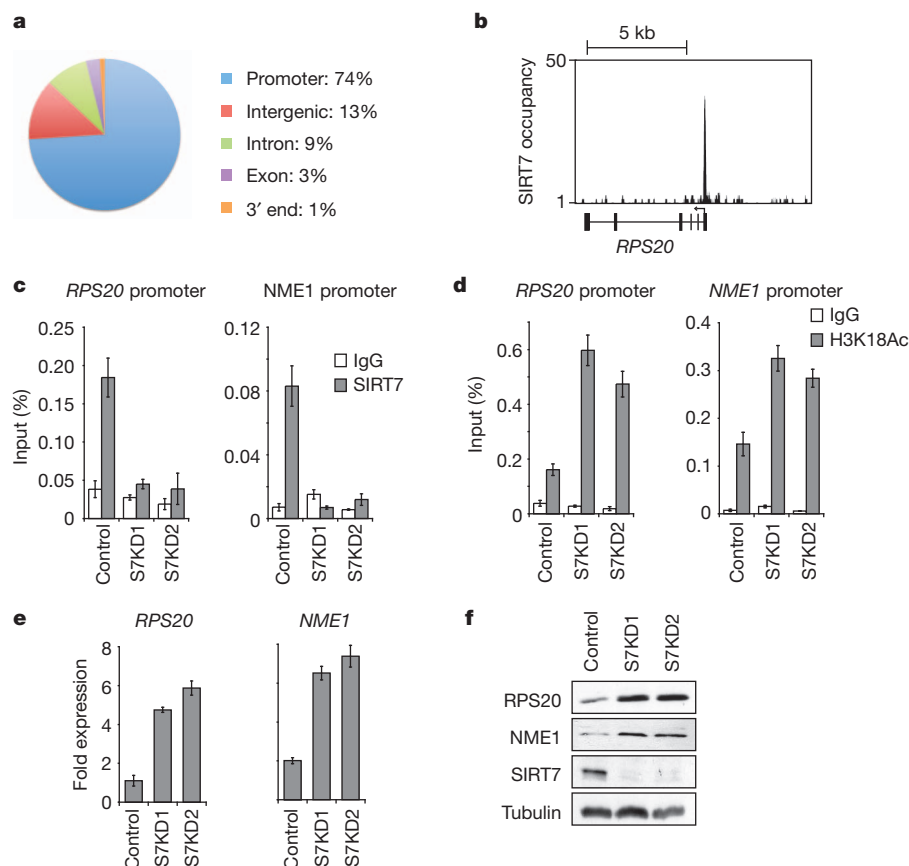 a
Promoter: 74%
Intergenic: 13%
Intron: 9%
Exon: 3%
3′ end: 1%
b
5 kb
50
SIRT7 occupancy
1
RPS20
c
RPS20 promoter
NME1 promoter
0.25
0.20
0.15
0.10
0.05
0
Input (%)
Control
S7KD1
S7KD2
0.12
0.08
0.04
0
IgG
SIRT7
Control
S7KD1
S7KD2
d
RPS20 promoter
NME1 promoter
0.6
0.4
0.2
0
Input (%)
Control
S7KD1
S7KD2
0.4
0.3
0.2
0.1
0
IgG
H3K18Ac
Control
S7KD1
S7KD2
e
RPS20
NME1
8
6
4
2
0
Fold expression
Control
S7KD1
S7KD2
Control
S7KD1
S7KD2
f
Control
S7KD1
S7KD2
RPS20
NME1
SIRT7
Tubulin